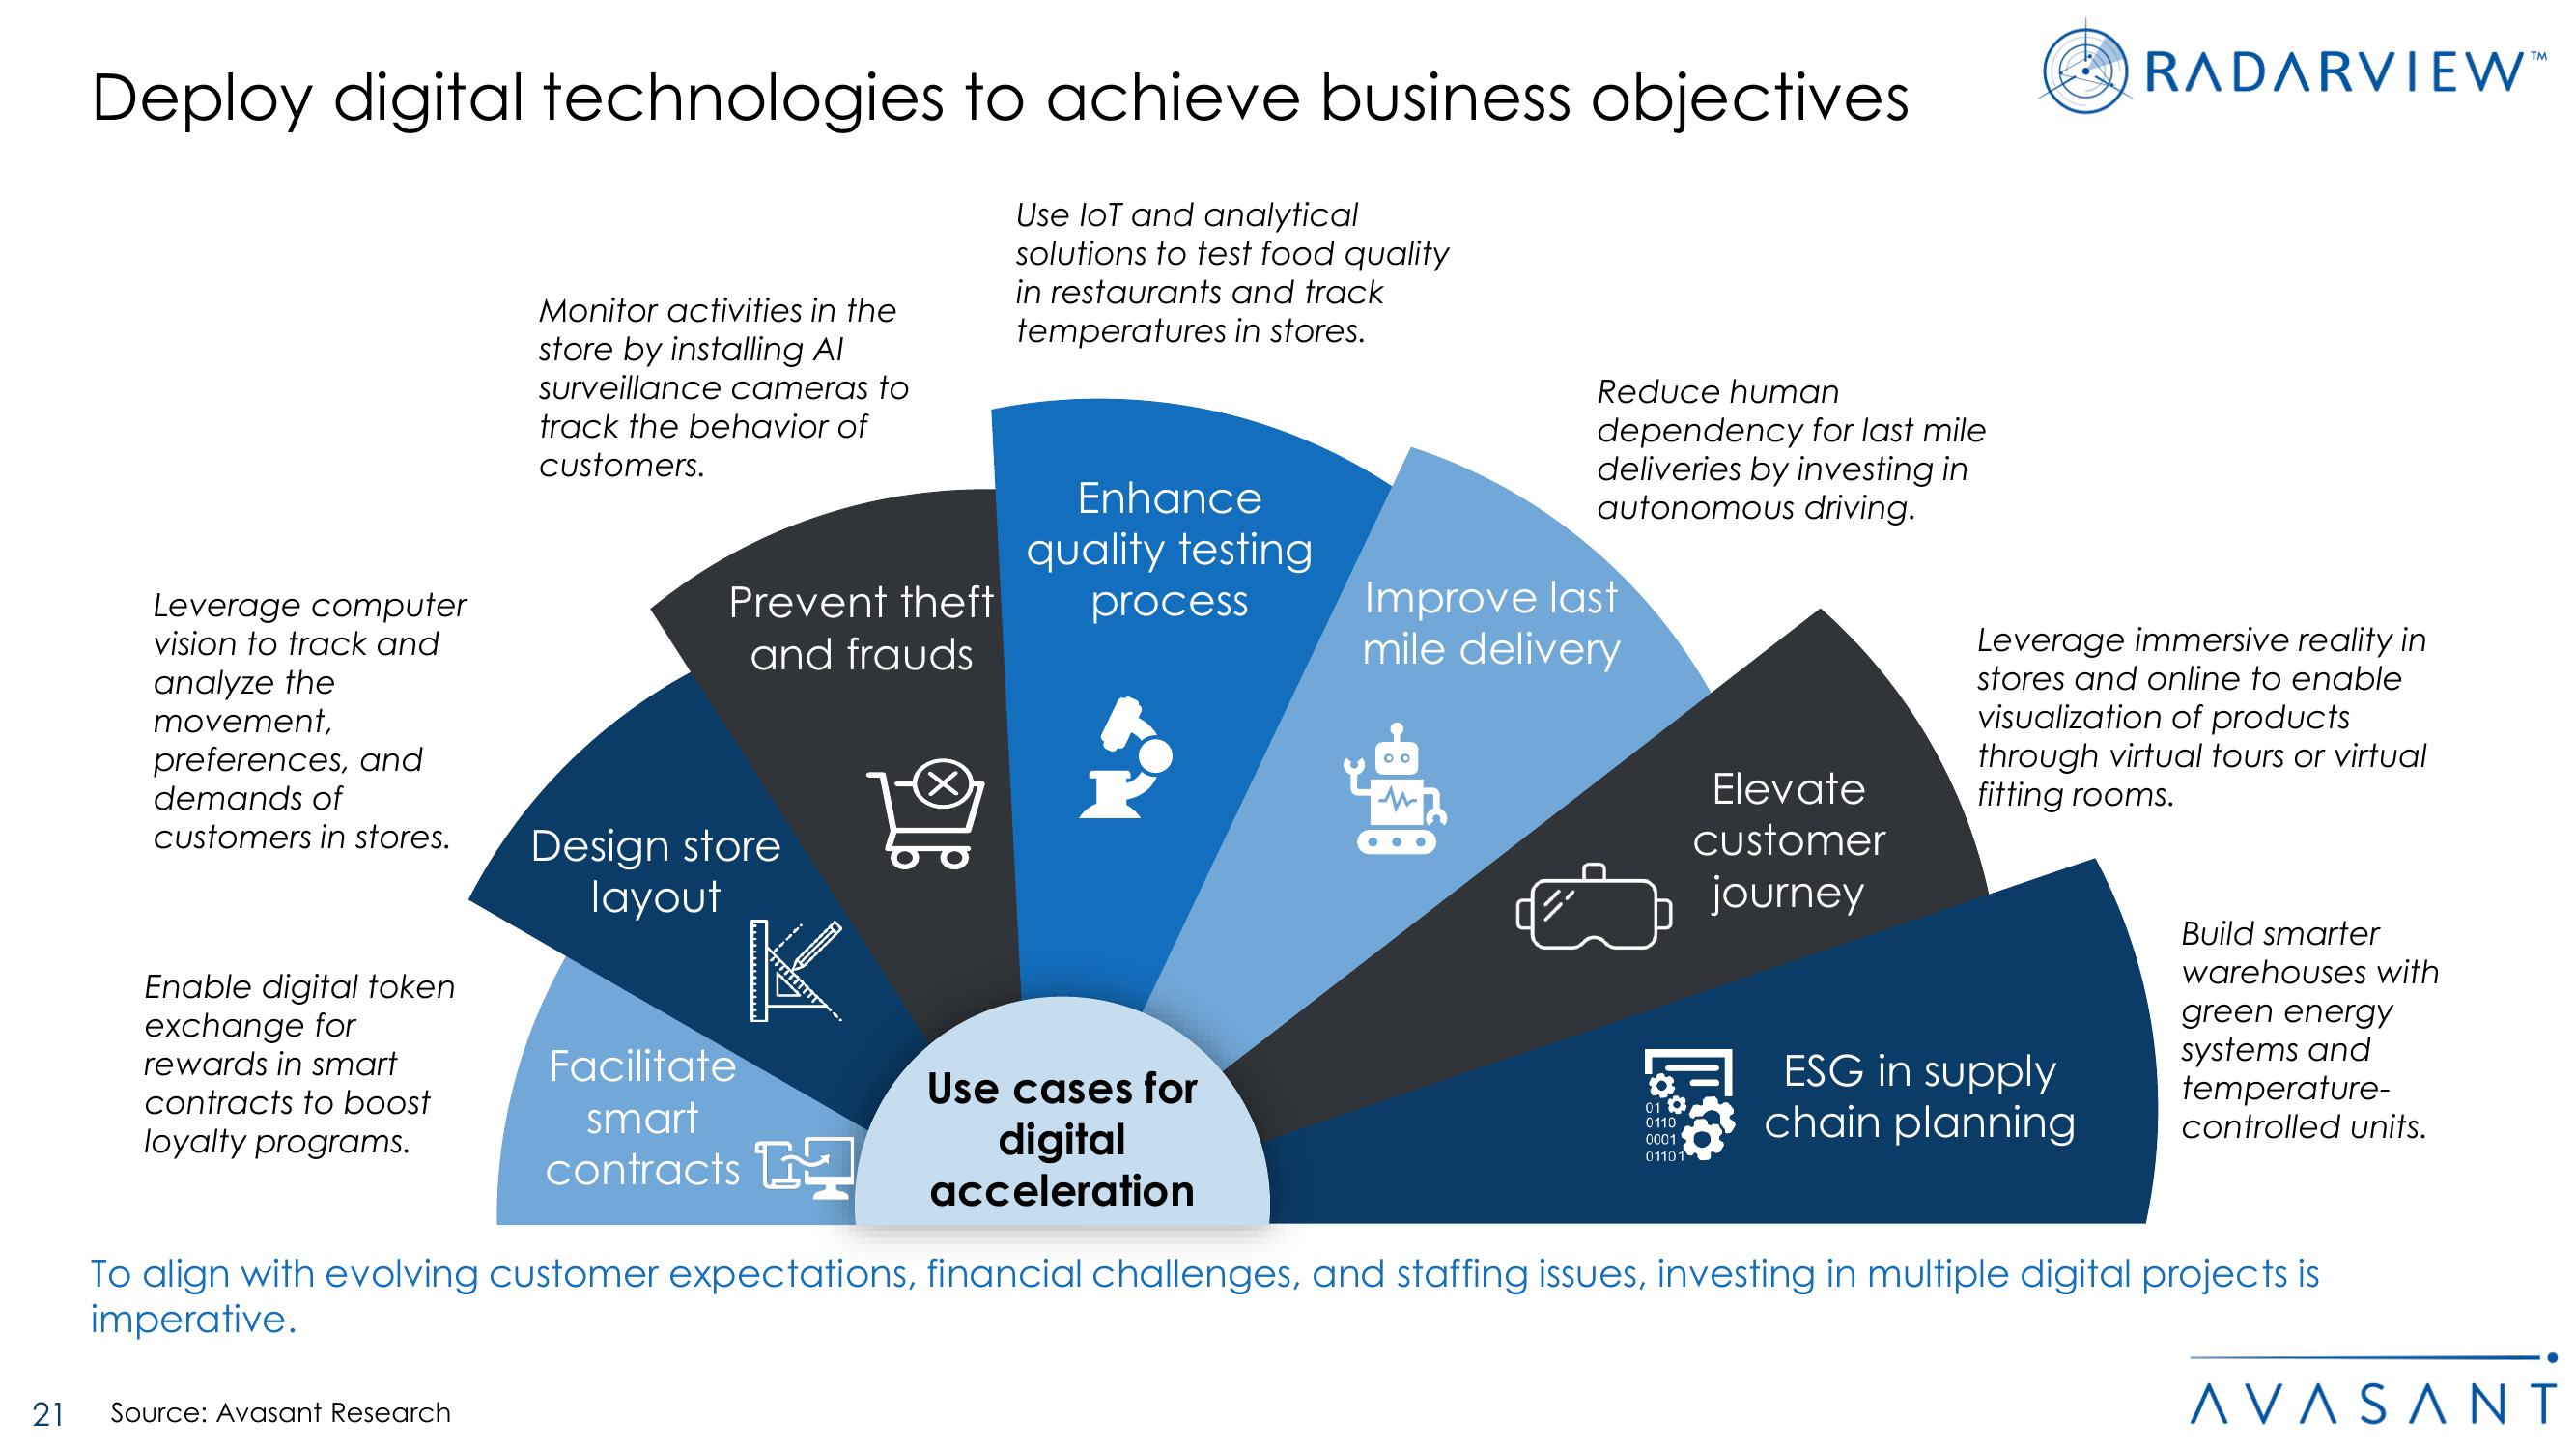 Deploy digital technologies to achieve business objectives
RADARVIEW™
Use IoT and analytical
solutions to test food quality
in restaurants and track
temperatures in stores.
Monitor activities in the
store by installing AI
surveillance cameras to
track the behavior of
customers.
Reduce human
dependency for last mile
deliveries by investing in
autonomous driving.
Leverage computer
vision to track and
analyze the
movement,
preferences, and
demands of
customers in stores.
Leverage immersive reality in
stores and online to enable
visualization of products
through virtual tours or virtual
fitting rooms.
Enable digital token
exchange for
rewards in smart
contracts to boost
loyalty programs.
Build smarter
warehouses with
green energy
systems and
temperature-
controlled units.
Facilitate
smart
contracts
Design store
layout
Prevent theft
and frauds
Enhance
quality testing
process
Improve last
mile delivery
Elevate
customer
journey
ESG in supply
chain planning
01
0110
0001
01101
Use cases for
digital
acceleration
To align with evolving customer expectations, financial challenges, and staffing issues, investing in multiple digital projects is
imperative.
21
Source: Avasant Research
AVASANT